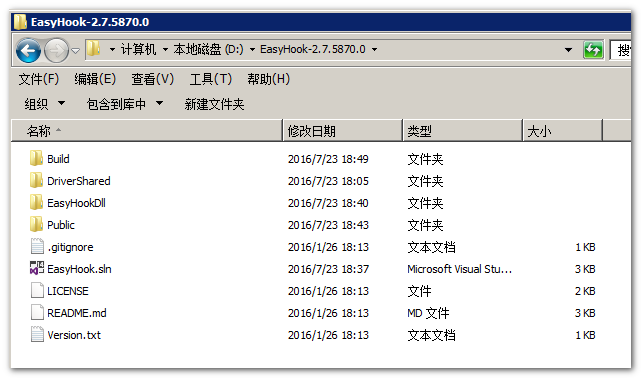 EasyHook-2.7.5870.0
计算机 本地磁盘 (D:) EasyHook-2.7.5870.0 搜
文件(F) 编辑(E) 查看(V) 工具(T) 帮助(H)
组织 包含到库中 新建文件夹
名称 修改日期 类型 大小
Build 2016/7/23 18:49 文件夹
DriverShared 2016/7/23 18:05 文件夹
EasyHookDll 2016/7/23 18:40 文件夹
Public 2016/7/23 18:43 文件夹
.gitignore 2016/1/26 18:13 文本文档 1 KB
EasyHook.sln 2016/7/23 18:37 Microsoft Visual Stu... 3 KB
LICENSE 2016/1/26 18:13 文件 2 KB
README.md 2016/1/26 18:13 MD 文件 3 KB
Version.txt 2016/1/26 18:13 文本文档 1 KB